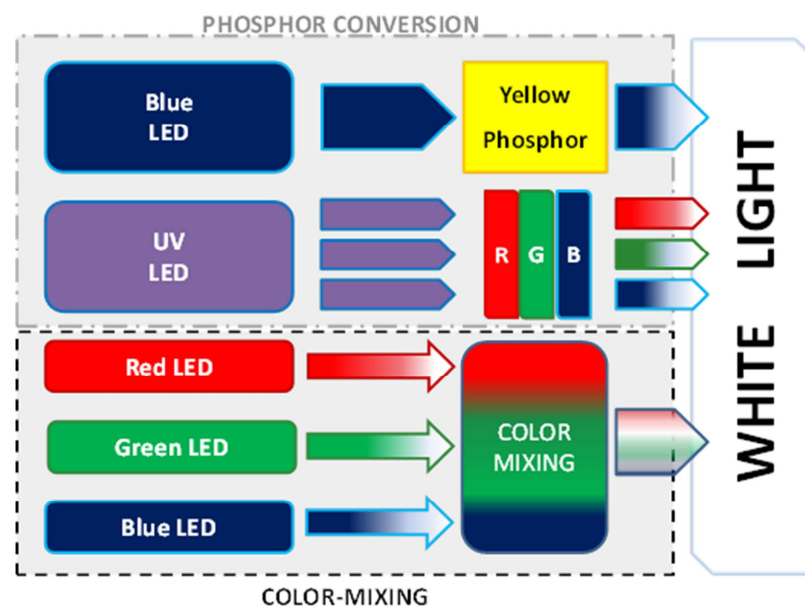 PHOSPHOR CONVERSION
Blue
LED
Yellow
Phosphor
UV
LED
R G B
Red LED
Green LED
Blue LED
COLOR
MIXING
WHITE LIGHT
COLOR-MIXING